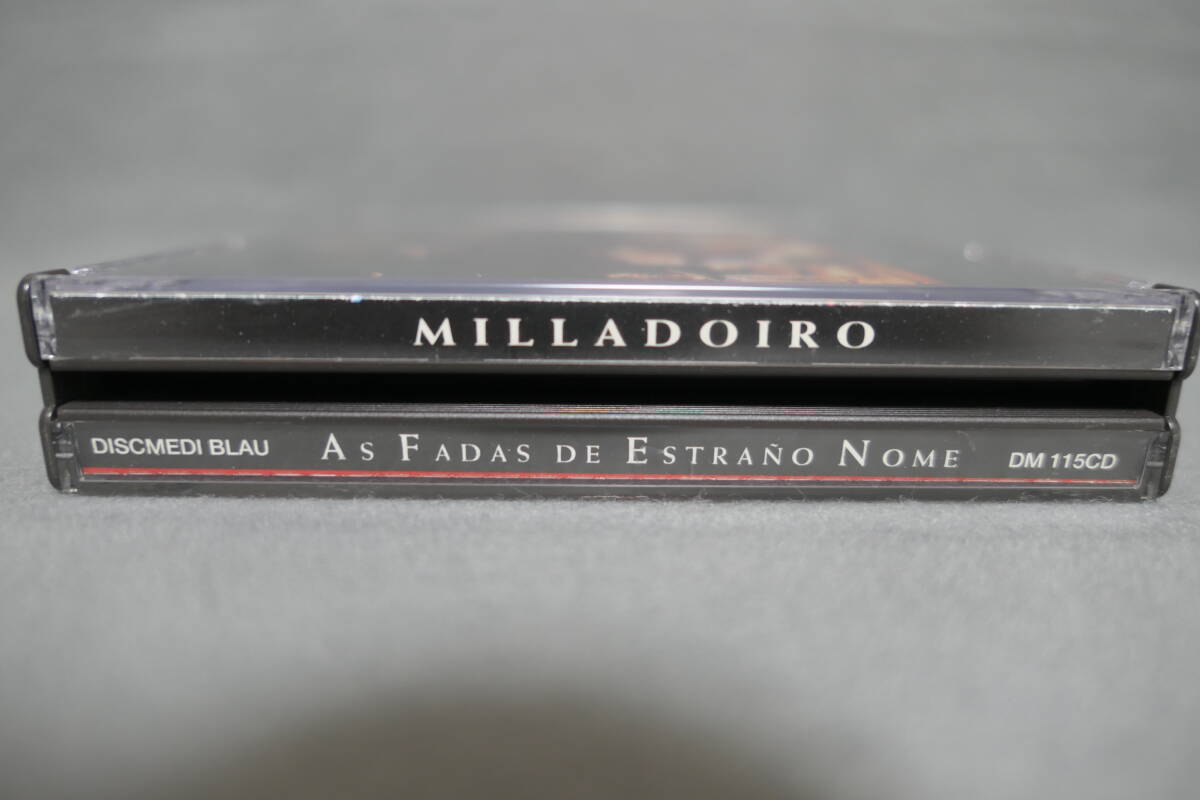 MILLADOIRO
DISCMEDI BLAU AS FADAS DE ESTRAÑO NOME DM 115CD